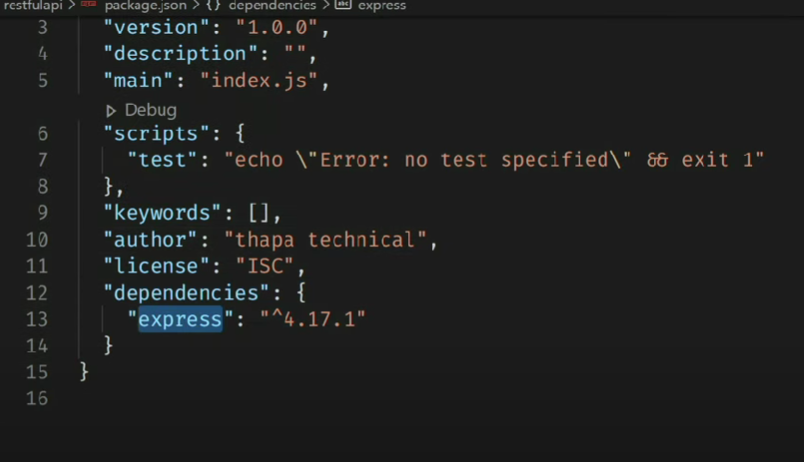 restfulapi > package.json > {} dependencies > abc express
3 "version": "1.0.0",
4 "description": "",
5 "main": "index.js",
Debug
6 "scripts": {
7 "test": "echo \"Error: no test specified\" && exit 1"
8 },
9 "keywords": [],
10 "author": "thapa technical",
11 "license": "ISC",
12 "dependencies": {
13 "express": "^4.17.1"
14 }
15 }
16